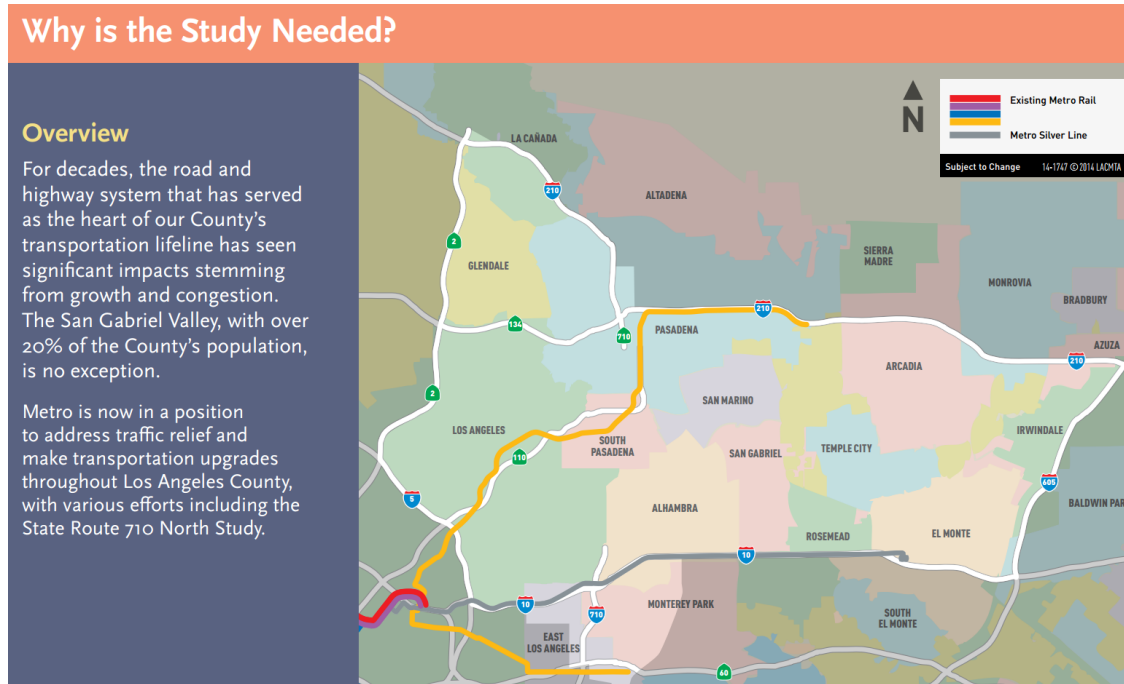 Why is the Study Needed?
Overview
For decades, the road and
highway system that has served
as the heart of our County's
transportation lifeline has seen
significant impacts stemming
from growth and congestion.
The San Gabriel Valley, with over
20% of the County's population,
is no exception.
Metro is now in a position
to address traffic relief and
make transportation upgrades
throughout Los Angeles County,
with various efforts including the
State Route 710 North Study.
N
Existing Metro Rail
Metro Silver Line
Subject to Change 14-1747 © 2014 LACMTA
LA CAÑADA
210
ALTADENA
2
GLENDALE
SIERRA
MADRE
MONROVIA
BRADBURY
134
710
PASADENA
210
AZUZA
210
ARCADIA
2
SAN MARINO
LOS ANGELES
110
SOUTH
PASADENA
SAN GABRIEL
TEMPLE CITY
IRWINDALE
5
605
BALDWIN PAR
ALHAMBRA
ROSEMEAD
EL MONTE
10
10
710
MONTEREY PARK
SOUTH
EL MONTE
EAST
LOS ANGELES
60